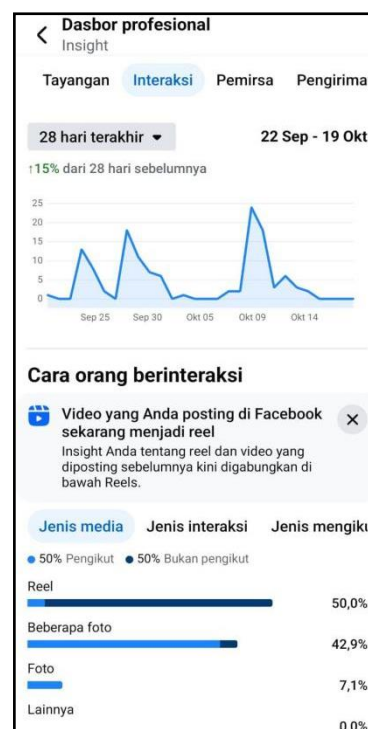 Dasbor profesional
Insight
Tayangan Interaksi Pemirsa Pengirima
28 hari terakhir 22 Sep - 19 Okt
↑15% dari 28 hari sebelumnya
25
20
15
10
5
0
Sep 25 Sep 30 Okt 05 Okt 09 Okt 14
Cara orang berinteraksi
Video yang Anda posting di Facebook
sekarang menjadi reel
Insight Anda tentang reel dan video yang
diposting sebelumnya kini digabungkan di
bawah Reels.
Jenis media Jenis interaksi Jenis mengiku
50% Pengikut 50% Bukan pengikut
Reel
50,0%
Beberapa foto
42,9%
Foto
7,1%
Lainnya
0,0%